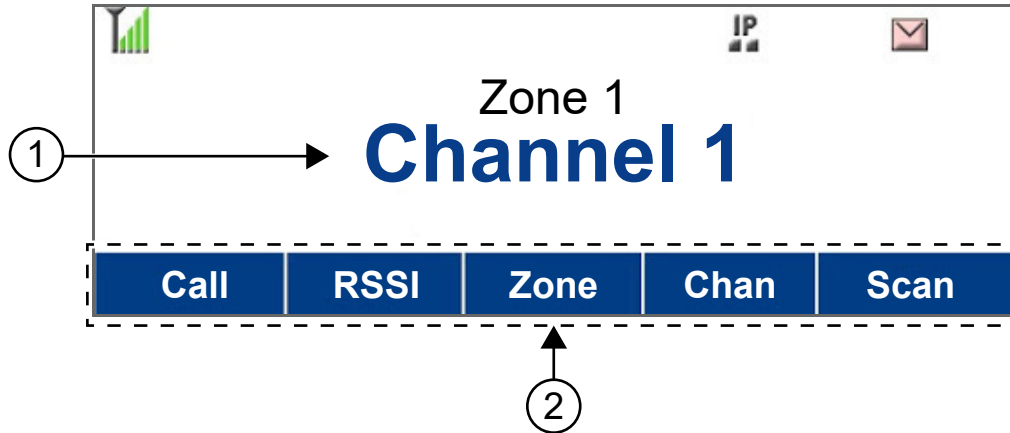 IP
Zone 1
1 Channel 1
Call RSSI Zone Chan Scan
2